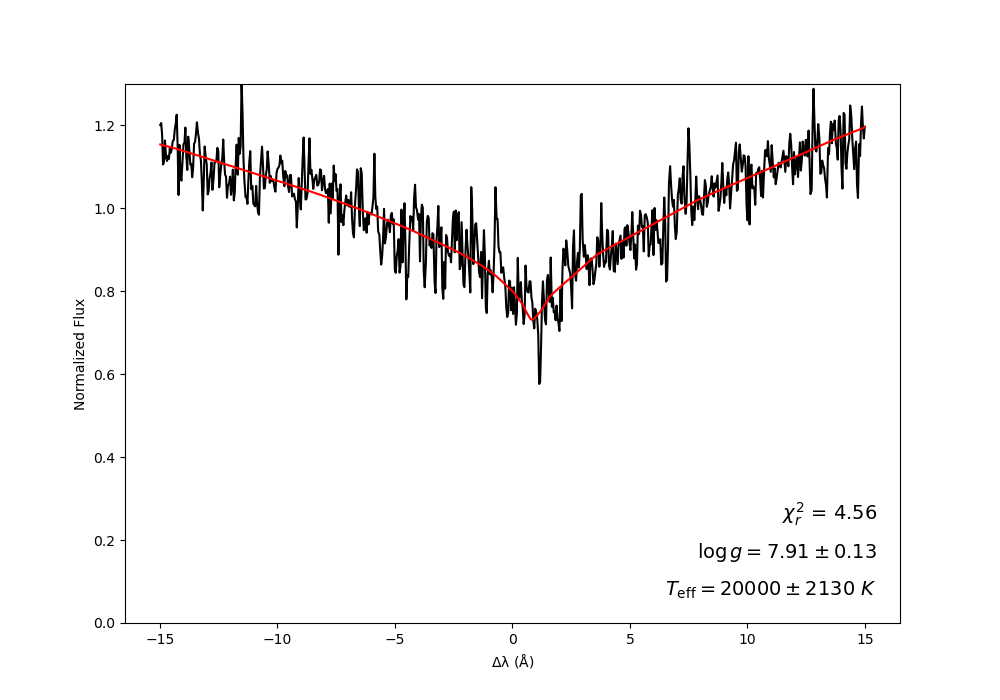 1.2
1.0
0.8
0.6
0.4
0.2
0.0
Normalized Flux
χ²ᵣ = 4.56
log g = 7.91 ± 0.13
T_eff = 20000 ± 2130 K
−15 −10 −5 0 5 10 15
Δλ (Å)